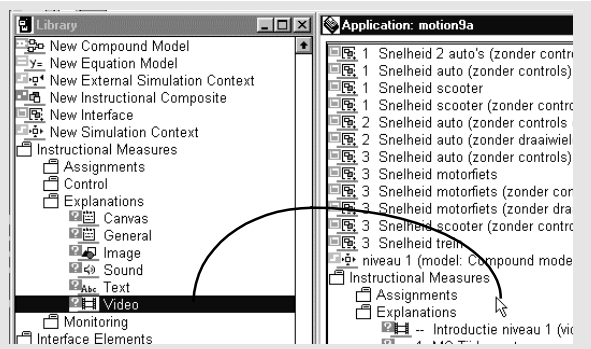 Library
New Compound Model
y= New Equation Model
New External Simulation Context
New Instructional Composite
New Interface
New Simulation Context
Instructional Measures
Assignments
Control
Explanations
Canvas
General
Image
Sound
Abc Text
Video
Monitoring
Interface Elements
Application: motion9a
1 Snelheid 2 auto's (zonder contro
1 Snelheid auto (zonder controls)
1 Snelheid scooter
1 Snelheid scooter (zonder contro
2 Snelheid auto (zonder controls
2 Snelheid auto (zonder draaiwiel
3 Snelheid auto (zonder controls)
3 Snelheid motorfiets
3 Snelheid motorfiets (zonder con
3 Snelheid motorfiets (zonder dra
3 Snelheid scooter (zonder contro
3 Snelheid trein
niveau 1 (model: Compound mode
Instructional Measures
Assignments
Explanations
-- Introductie niveau 1 (vid